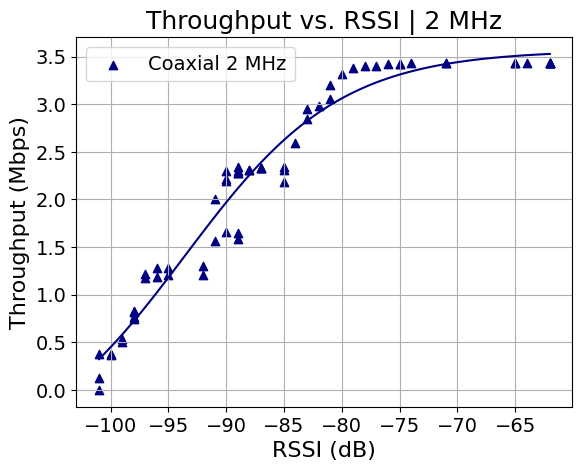 Throughput vs. RSSI | 2 MHz
Coaxial 2 MHz
Throughput (Mbps)
3.5
3.0
2.5
2.0
1.5
1.0
0.5
0.0
−100 −95 −90 −85 −80 −75 −70 −65
RSSI (dB)